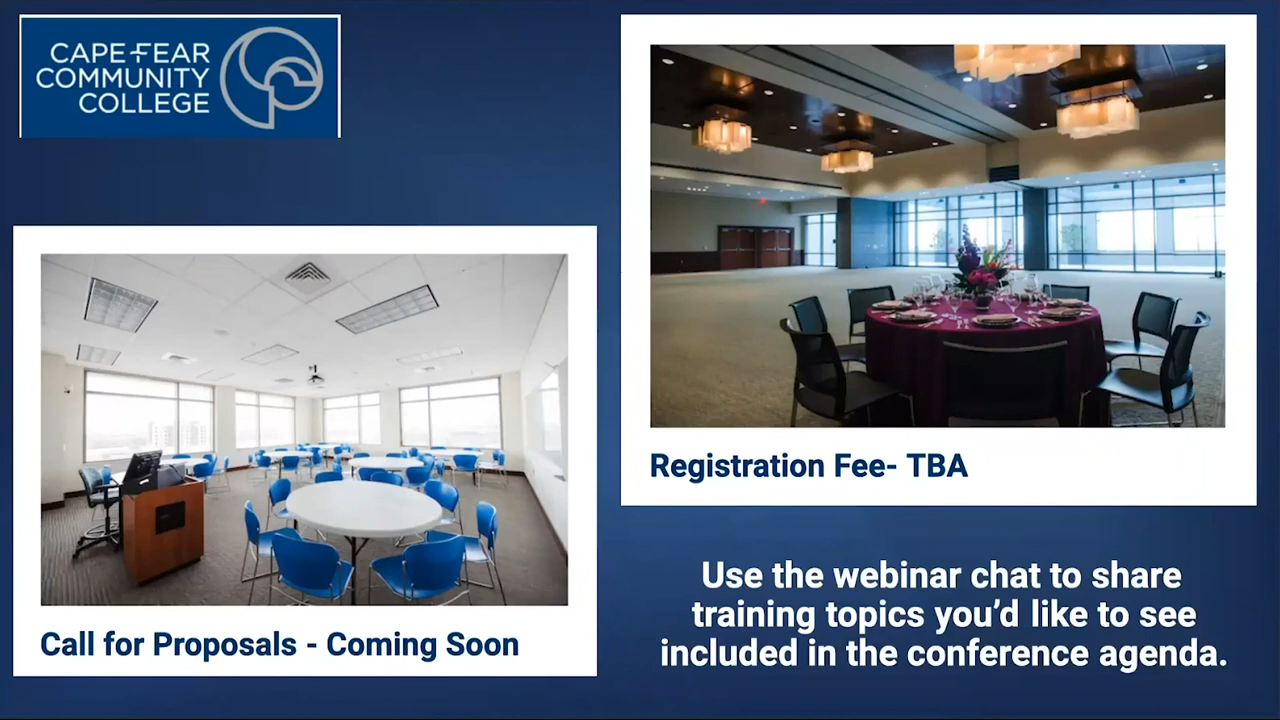 CAPE FEAR
COMMUNITY
COLLEGE
Registration Fee- TBA
Call for Proposals - Coming Soon
Use the webinar chat to share
training topics you’d like to see
included in the conference agenda.